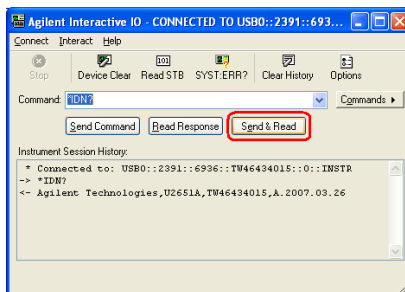 Agilent Interactive IO - CONNECTED TO USB0::2391::693...
Connect Interact Help
Stop Device Clear Read STB SYST:ERR? Clear History Options
Command: *IDN? Commands
Send Command Read Response Send & Read
Instrument Session History:
* Connected to: USB0::2391::6936::TW46434015::0::INSTR
-> *IDN?
<- Agilent Technologies,U2651A,TW46434015,A.2007.03.26